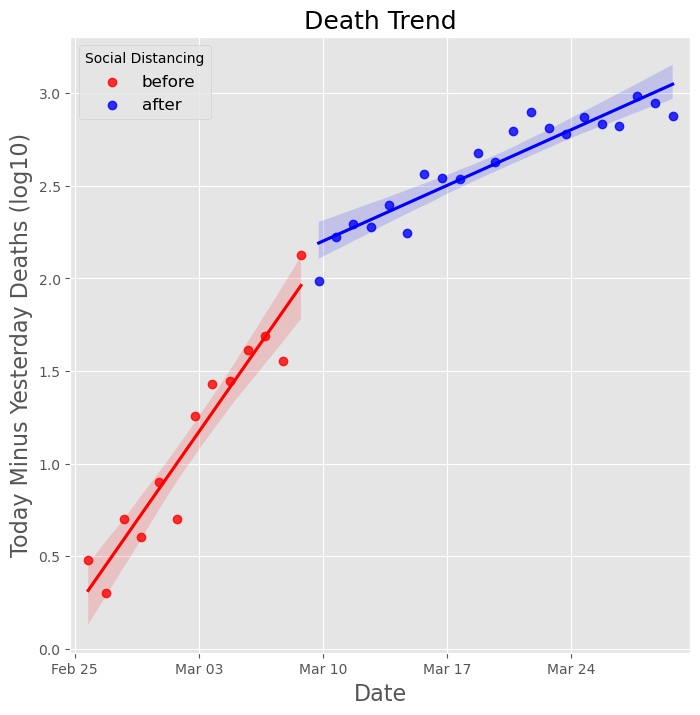 Death Trend
Social Distancing
before
after
Today Minus Yesterday Deaths (log10)
3.0
2.5
2.0
1.5
1.0
0.5
0.0
Feb 25
Mar 03
Mar 10
Mar 17
Mar 24
Date